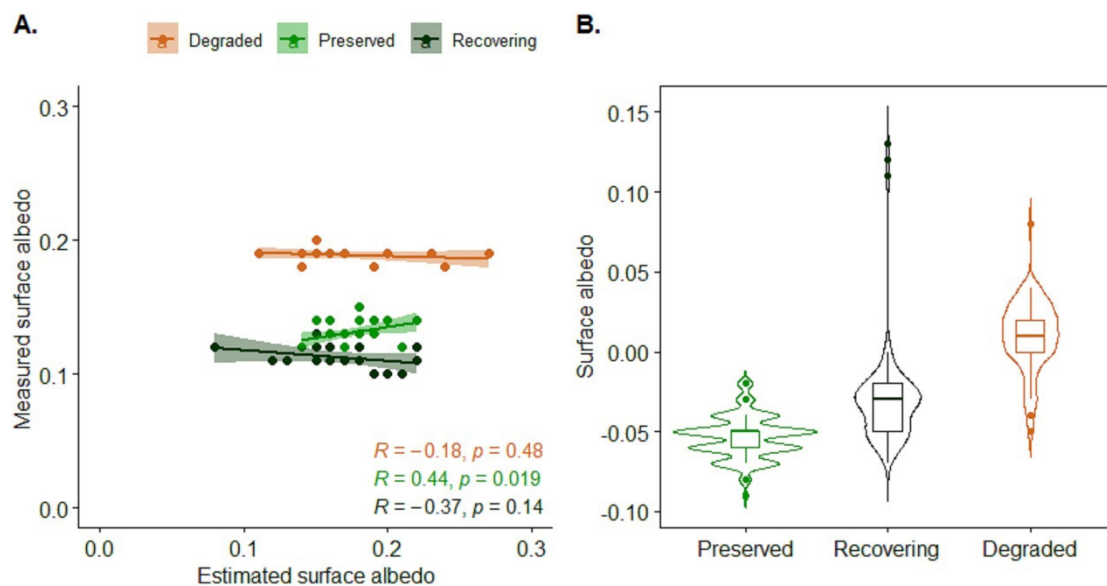 A.
a Degraded a Preserved a Recovering
Measured surface albedo
0.3
0.2
0.1
0.0
R = −0.18, p = 0.48
R = 0.44, p = 0.019
R = −0.37, p = 0.14
0.0 0.1 0.2 0.3
Estimated surface albedo
B.
Surface albedo
0.15
0.10
0.05
0.00
-0.05
-0.10
Preserved Recovering Degraded